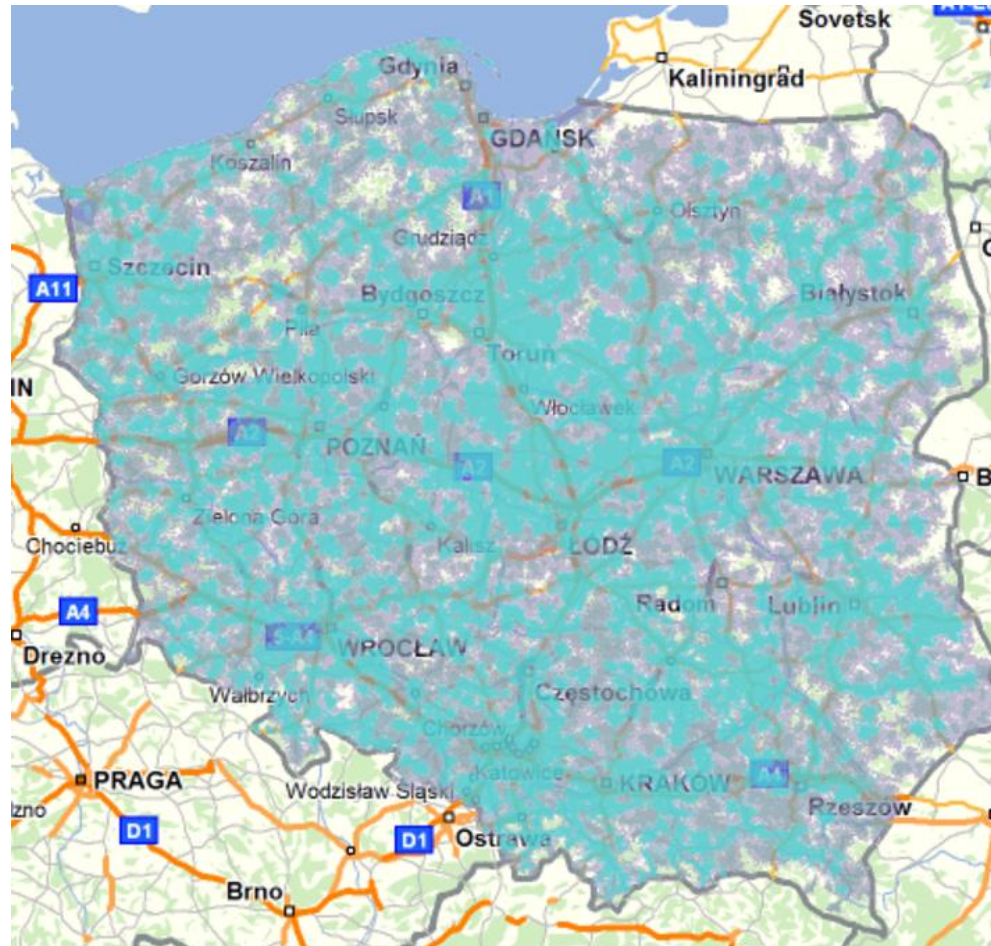 Sovetsk
Gdynia
Kaliningrad
Słupsk
GDAŃSK
Koszalin
A1
Olsztyn
Grudziądz
Szczecin
A11
Bydgoszcz
Białystok
Piła
Toruń
Gorzów Wielkopolski
IN
Włocławek
A2
POZNAŃ
A2
A2
WARSZAWA
B
Zielona Góra
Kalisz
ŁÓDŹ
Chociebuż
Radom
Lublin
A4
WROCŁAW
Drezno
Częstochowa
Wałbrzych
Chorzów
Katowice
KRAKÓW
A4
PRAGA
Wodzisław Śląski
Rzeszów
zno
D1
D1
Ostrawa
Brno